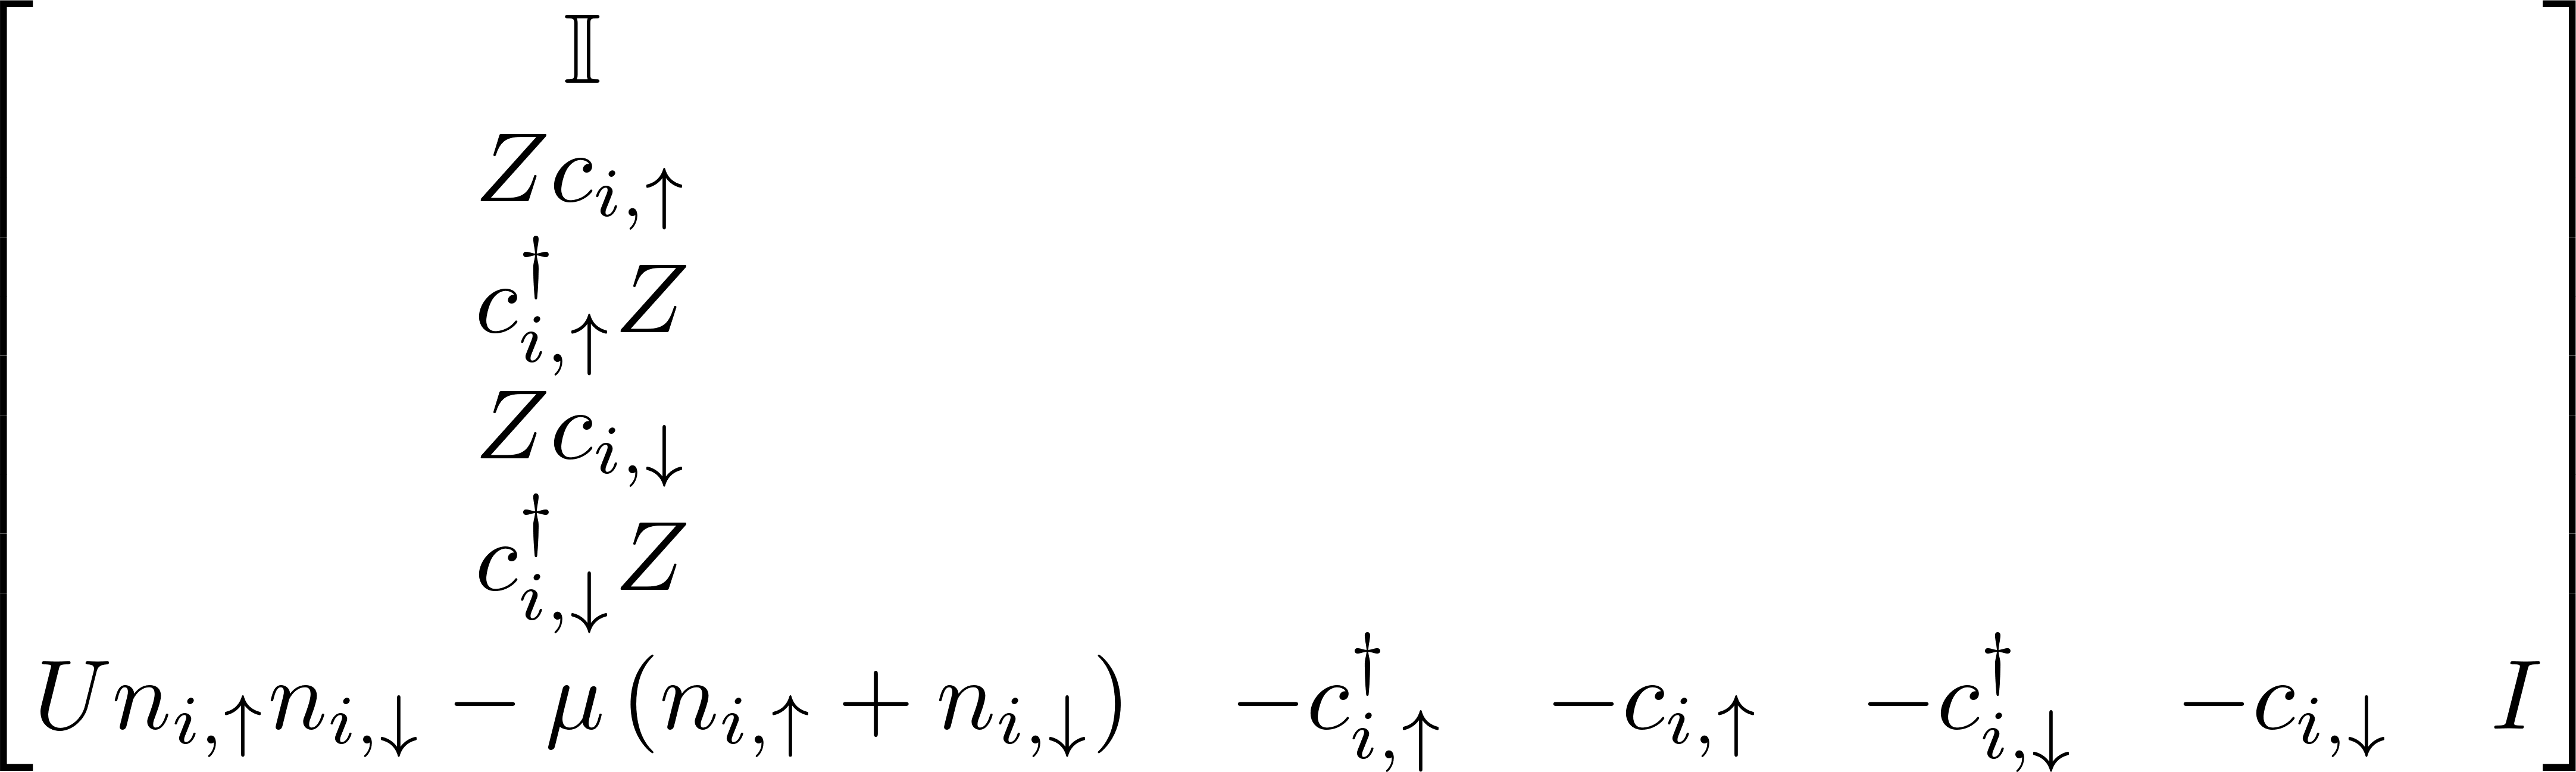 𝕀
Zc_{i,↑}
c^†_{i,↑}Z
Zc_{i,↓}
c^†_{i,↓}Z
Un_{i,↑}n_{i,↓} − μ(n_{i,↑} + n_{i,↓}) −c^†_{i,↑} −c_{i,↑} −c^†_{i,↓} −c_{i,↓} I